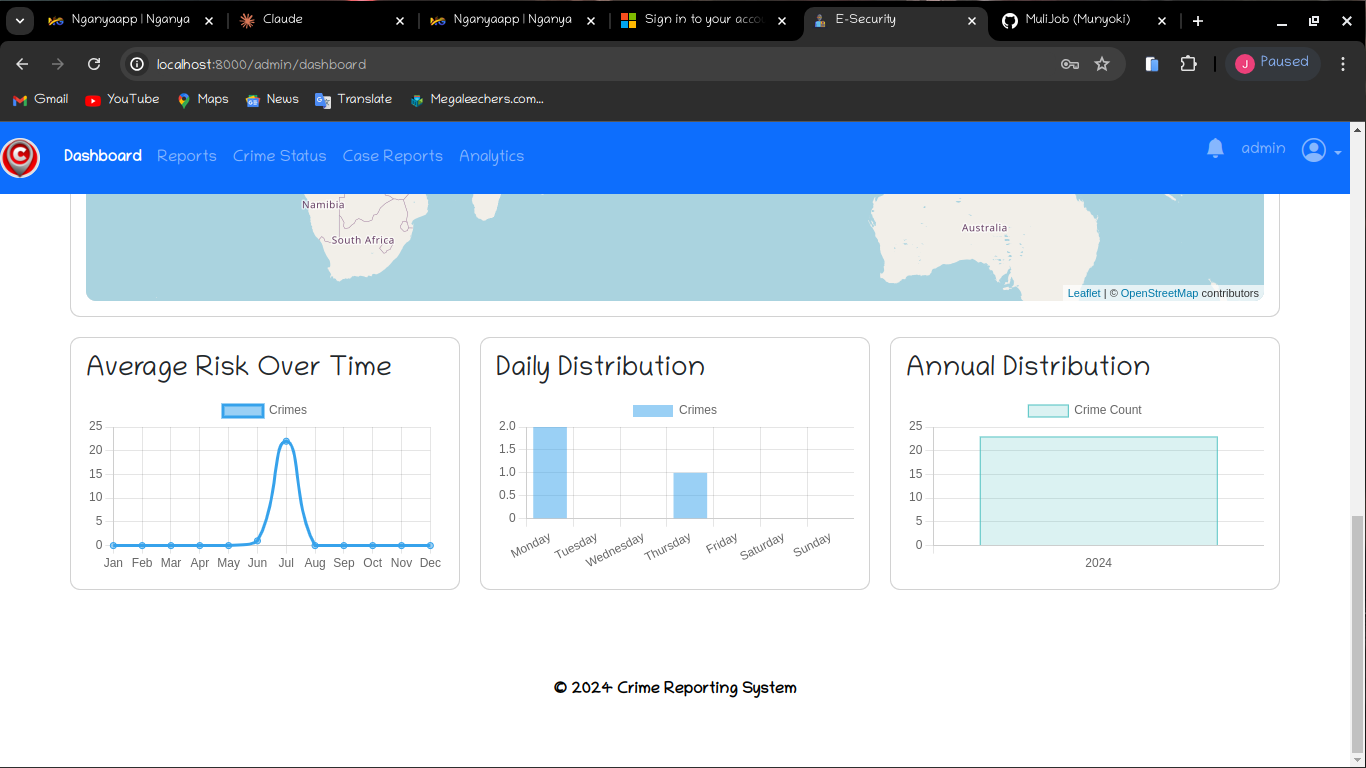 Nganyaapp | Nganya
Claude
Nganyaapp | Nganya
Sign in to your acco
E-Security
MuliJob (Munyoki)
localhost:8000/admin/dashboard
J Paused
Gmail YouTube Maps News Translate Megaleechers.com...
C Dashboard Reports Crime Status Case Reports Analytics admin
Namibia
South Africa
Australia
Leaflet | © OpenStreetMap contributors
Average Risk Over Time
Crimes
25
20
15
10
5
0
Jan Feb Mar Apr May Jun Jul Aug Sep Oct Nov Dec
Daily Distribution
Crimes
2.0
1.5
1.0
0.5
0
Monday Tuesday Wednesday Thursday Friday Saturday Sunday
Annual Distribution
Crime Count
25
20
15
10
5
0
2024
© 2024 Crime Reporting System